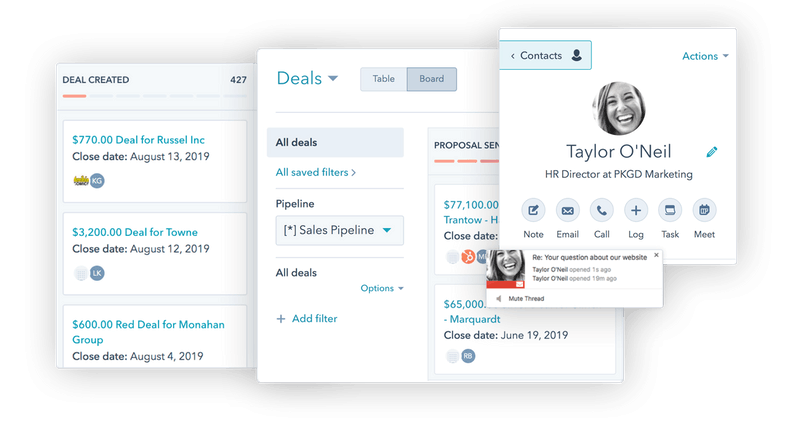 DEAL CREATED 427
$770.00 Deal for Russel Inc
Close date: August 13, 2019
KG
$3,200.00 Deal for Towne
Close date: August 12, 2019
LK
$600.00 Red Deal for Monahan
Group
Close date: August 4, 2019
Deals
Table Board
All deals
All saved filters >
Pipeline
[*] Sales Pipeline
All deals
Options
+ Add filter
PROPOSAL SEN
$77,100.0
Trantow - Ha
Close date:
$65,000.
- Marquardt
Close date: June 19, 2019
RB
‹ Contacts
Actions
Taylor O'Neil
HR Director at PKGD Marketing
Note Email Call Log Task Meet
Re: Your question about our website
Taylor O'Neil opened 1s ago
Taylor O'Neil opened 19m ago
Mute Thread